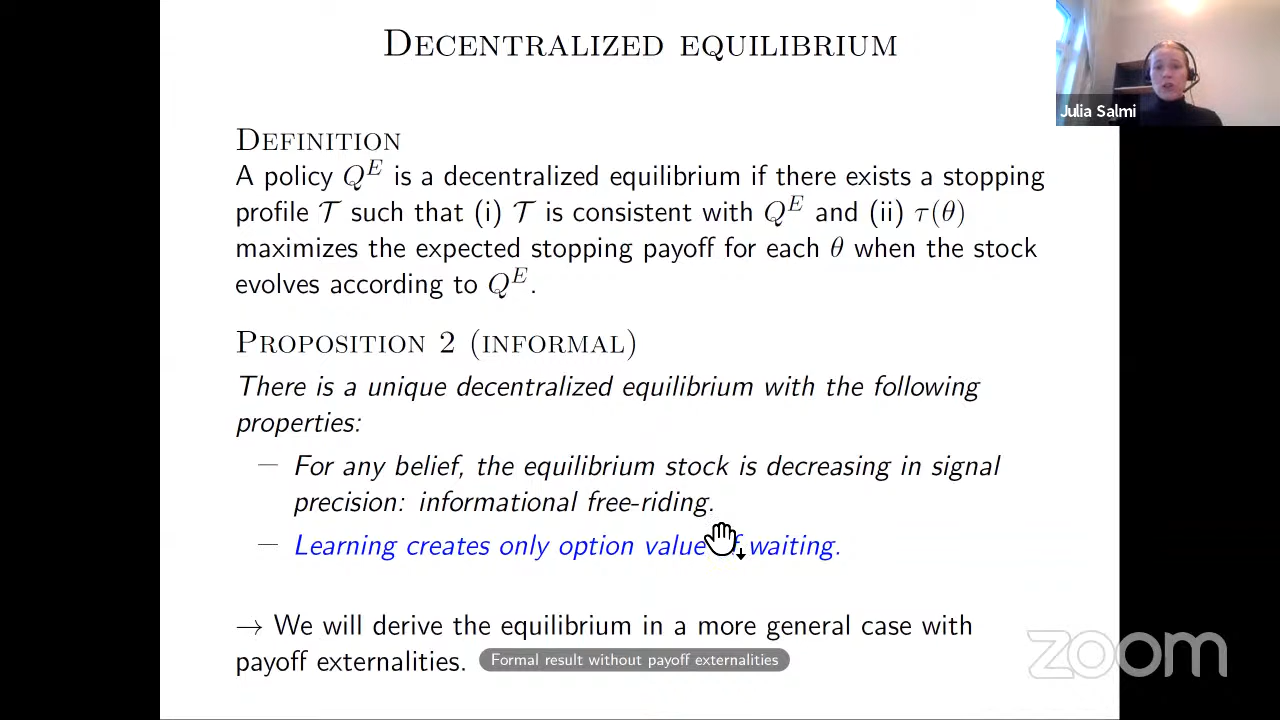 DECENTRALIZED EQUILIBRIUM
Julia Salmi
DEFINITION
A policy Q^E is a decentralized equilibrium if there exists a stopping
profile 𝒯 such that (i) 𝒯 is consistent with Q^E and (ii) τ(θ)
maximizes the expected stopping payoff for each θ when the stock
evolves according to Q^E.
PROPOSITION 2 (INFORMAL)
There is a unique decentralized equilibrium with the following
properties:
— For any belief, the equilibrium stock is decreasing in signal
precision: informational free-riding.
— Learning creates only option value waiting.
→ We will derive the equilibrium in a more general case with
payoff externalities.
Formal result without payoff externalities
zoom